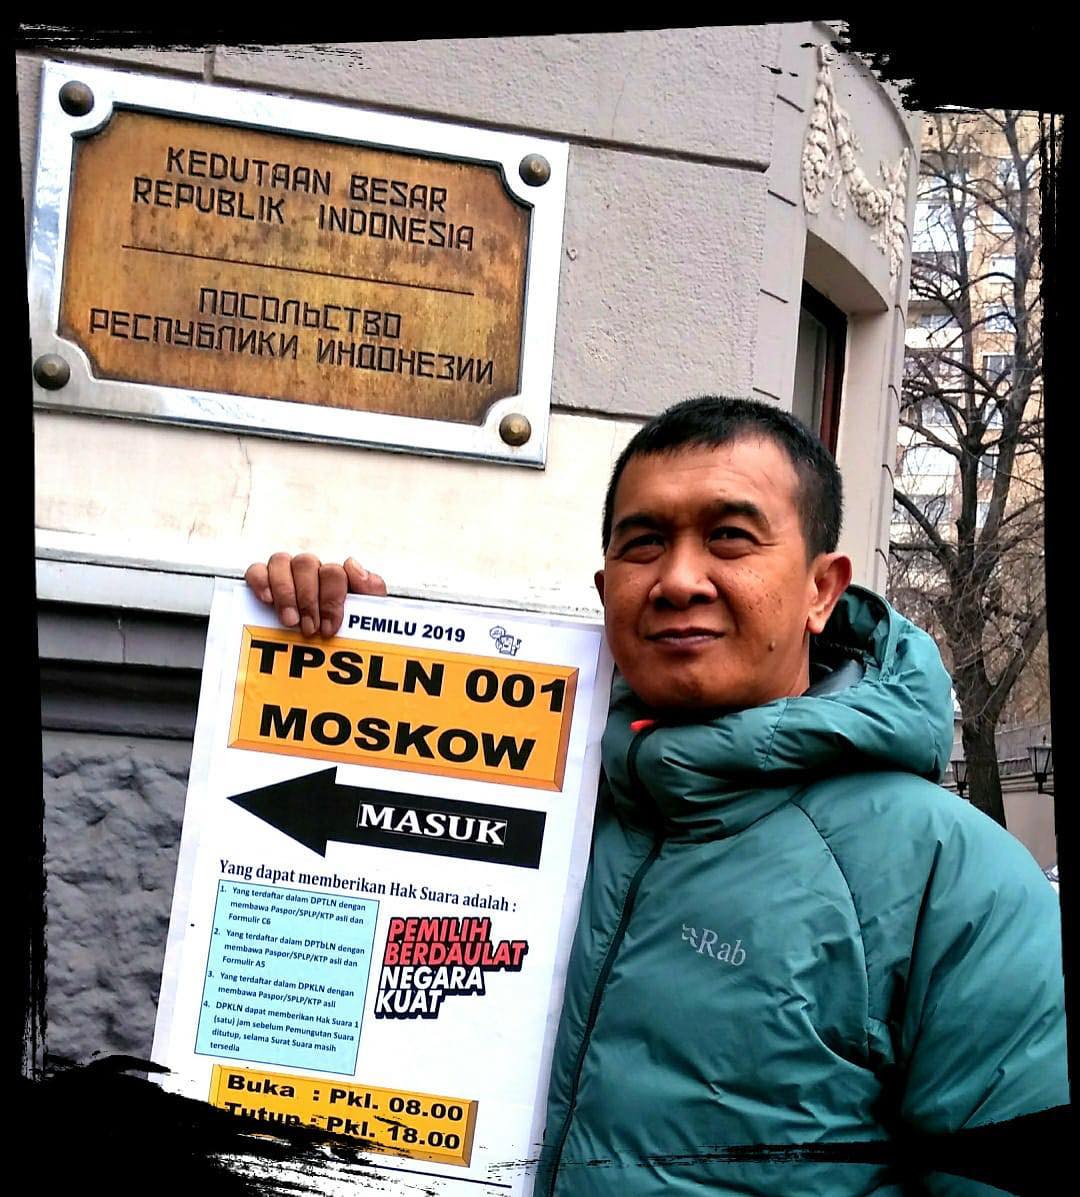 KEDUTAAN BESAR
REPUBLIK INDONESIA
ПОСОЛЬСТВО
РЕСПУБЛИКИ ИНДОНЕЗИИ
PEMILU 2019
TPSLN 001
MOSKOW
MASUK
Yang dapat memberikan Hak Suara adalah :
1. Yang terdaftar dalam DPTLN dengan
membawa Paspor/SPLP/KTP asli dan
Formulir C6
2. Yang terdaftar dalam DPTbLN dengan
membawa Paspor/SPLP/KTP asli dan
Formulir A5
3. Yang terdaftar dalam DPKLN dengan
membawa Paspor/SPLP/KTP asli
4. DPKLN dapat memberikan Hak Suara 1
(satu) jam sebelum Pemungutan Suara
ditutup, selama Surat Suara masih
tersedia
PEMILIH
BERDAULAT
NEGARA
KUAT
Buka : Pkl. 08.00
Tutup : Pkl. 18.00
Rab